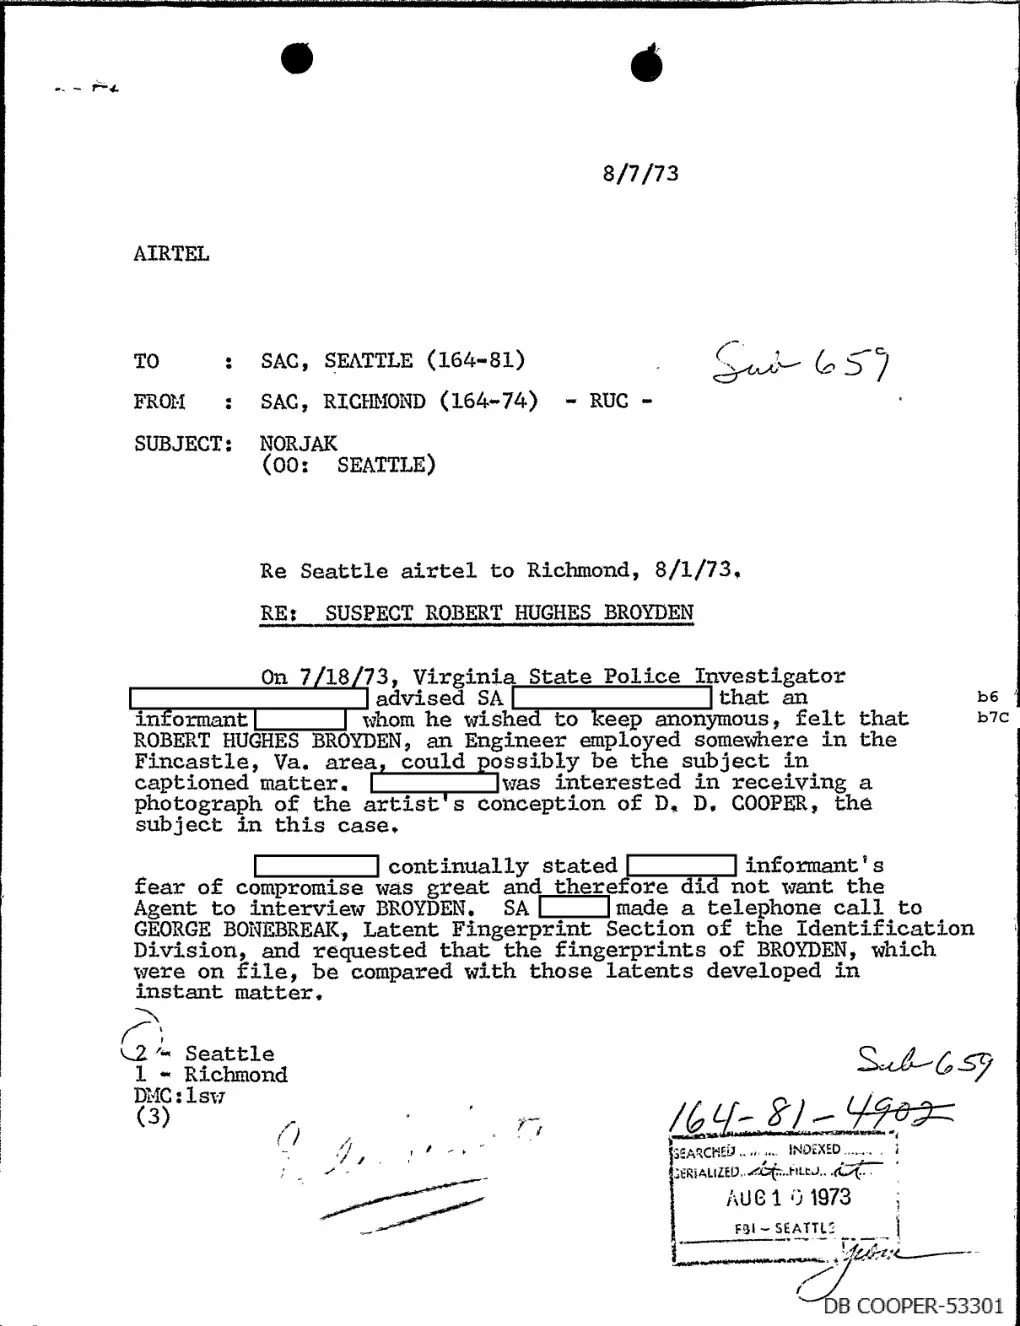 8/7/73
AIRTEL
TO : SAC, SEATTLE (164-81)
Sub 659
FROM : SAC, RICHMOND (164-74) - RUC -
SUBJECT: NORJAK
(OO: SEATTLE)
Re Seattle airtel to Richmond, 8/1/73.
RE: SUSPECT ROBERT HUGHES BROYDEN
On 7/18/73, Virginia State Police Investigator
advised SA that an
b6
informant whom he wished to keep anonymous, felt that
b7C
ROBERT HUGHES BROYDEN, an Engineer employed somewhere in the
Fincastle, Va. area, could possibly be the subject in
captioned matter. was interested in receiving a
photograph of the artist's conception of D. D. COOPER, the
subject in this case.
continually stated informant's
fear of compromise was great and therefore did not want the
Agent to interview BROYDEN. SA made a telephone call to
GEORGE BONEBREAK, Latent Fingerprint Section of the Identification
Division, and requested that the fingerprints of BROYDEN, which
were on file, be compared with those latents developed in
instant matter.
2 - Seattle
1 - Richmond
DMC:lsw
(3)
Sub 659
164-81-4902
SEARCHED INDEXED
SERIALIZED FILED
AUG 10 1973
FBI - SEATTLE
DB COOPER-53301